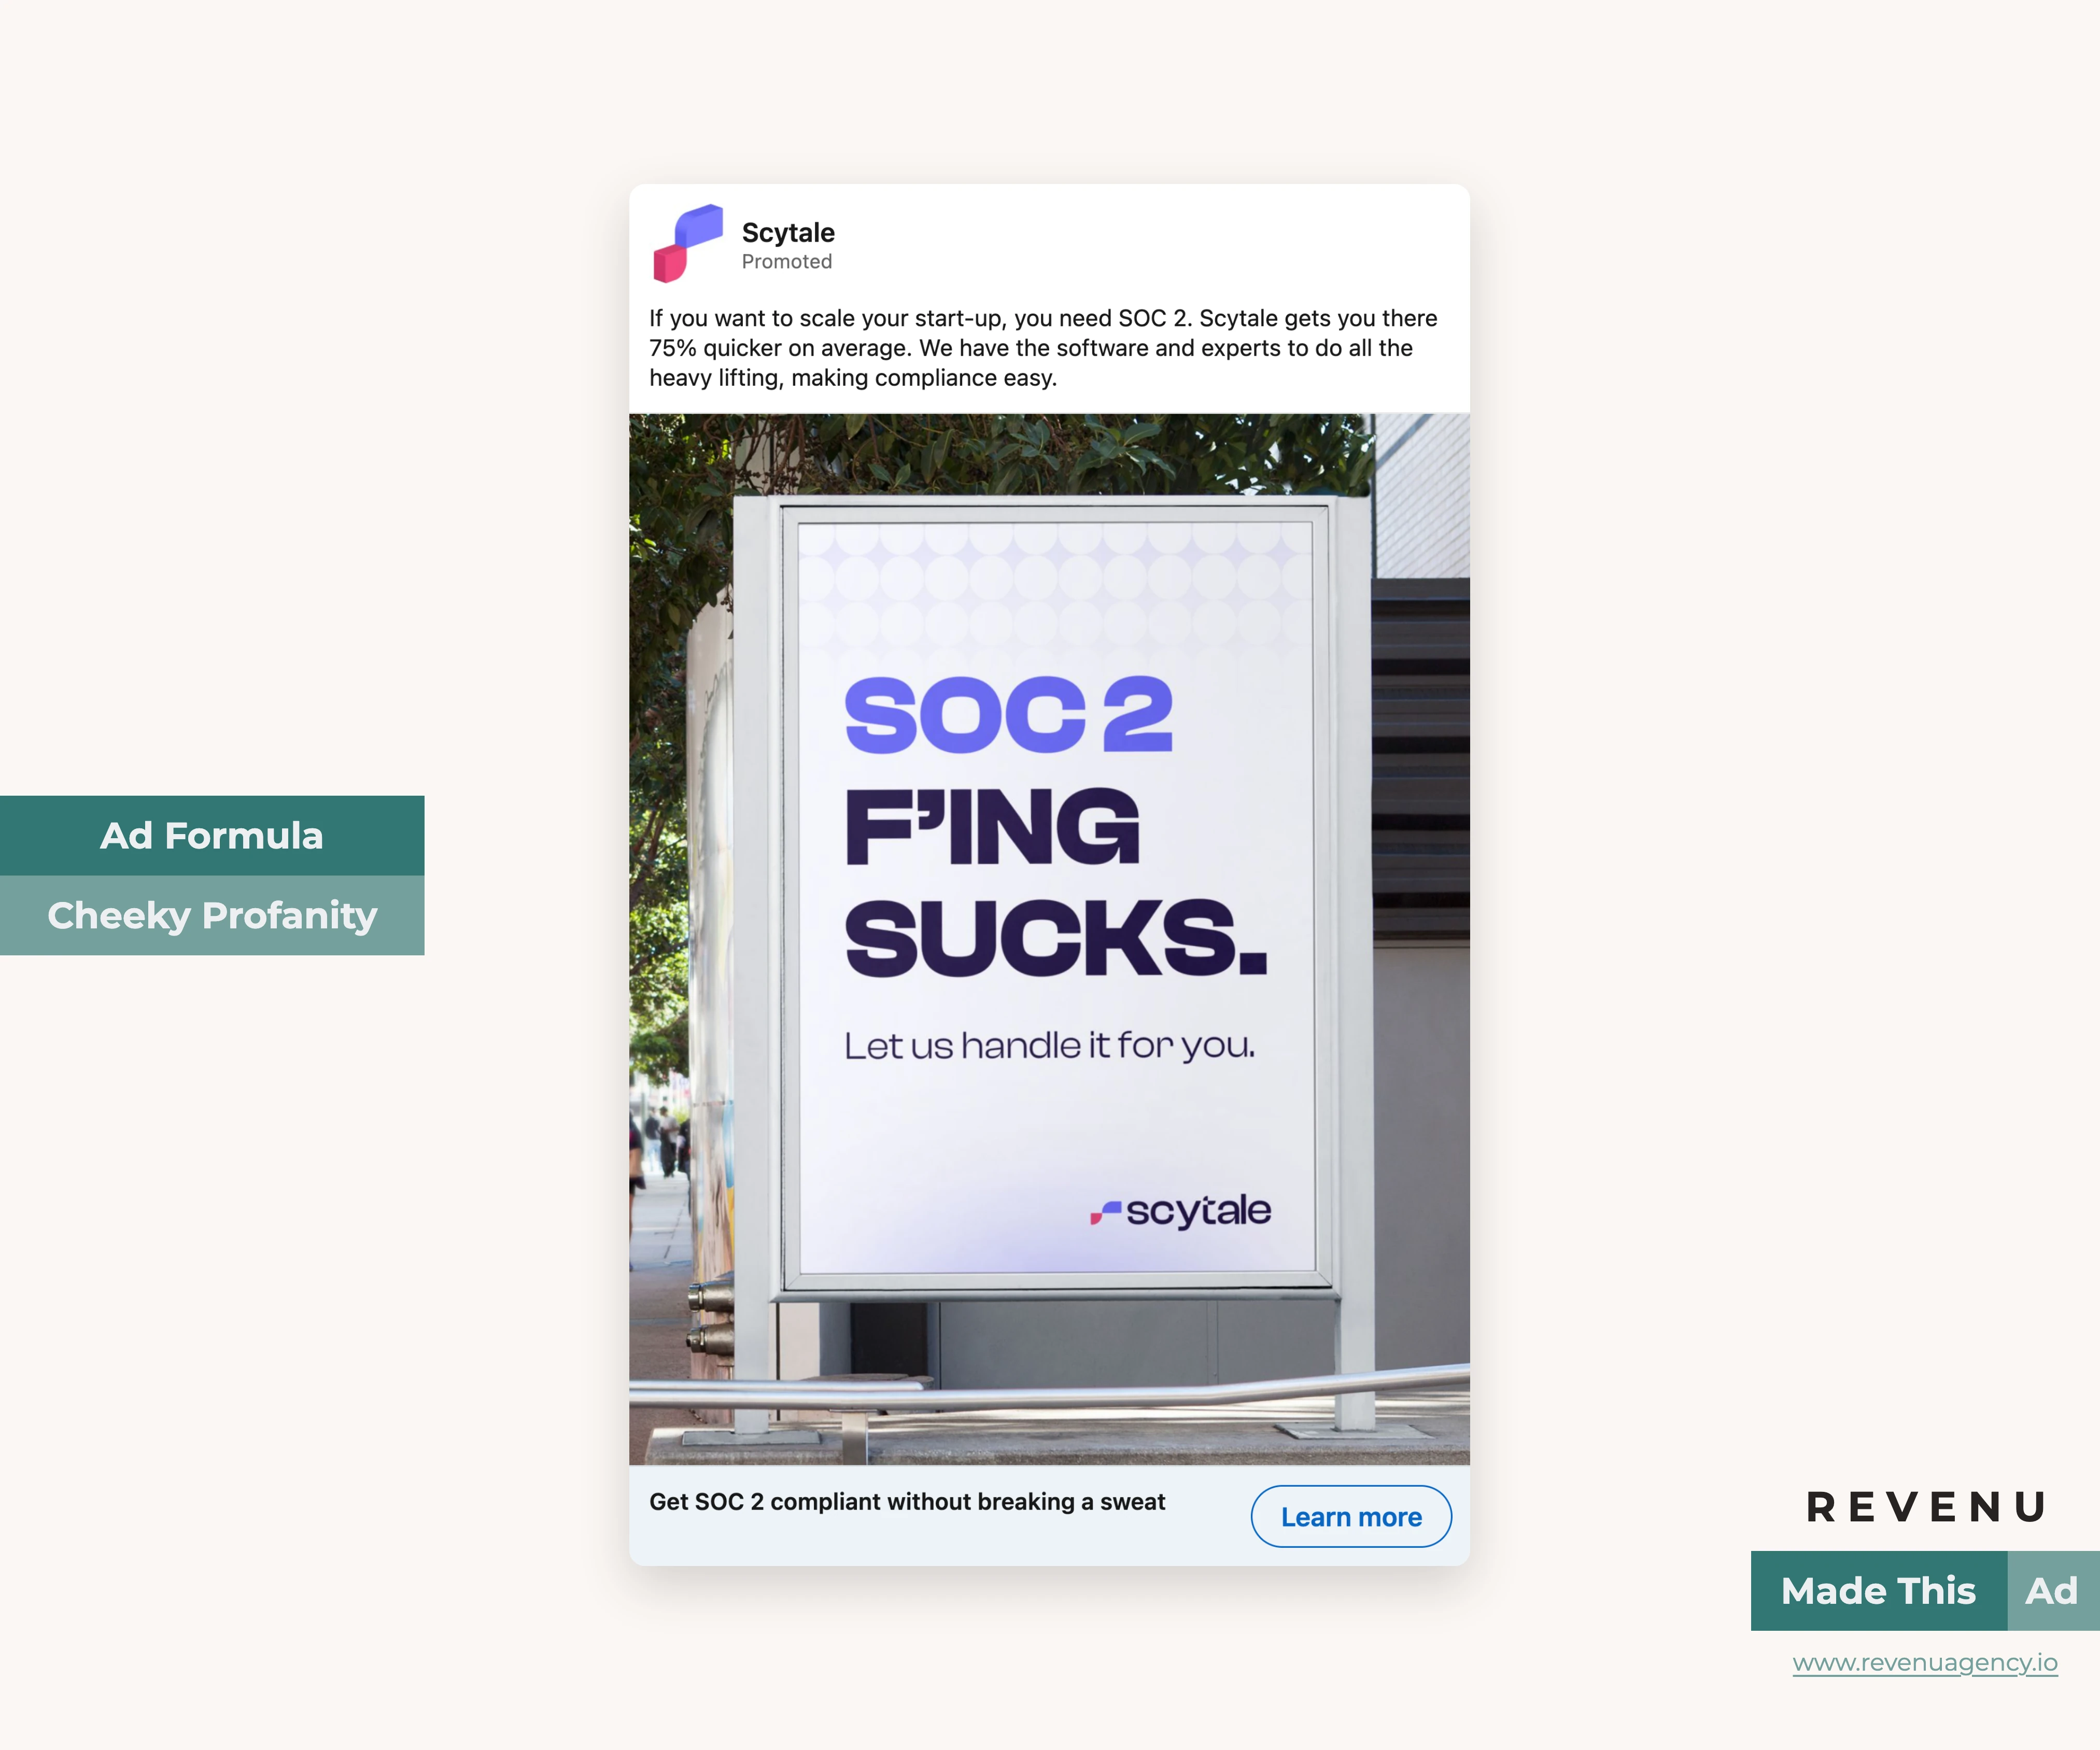 Scytale
Promoted
If you want to scale your start-up, you need SOC 2. Scytale gets you there
75% quicker on average. We have the software and experts to do all the
heavy lifting, making compliance easy.
SOC 2
F’ING
SUCKS.
Let us handle it for you.
scytale
Get SOC 2 compliant without breaking a sweat
Learn more
Ad Formula
Cheeky Profanity
REVENU
Made This Ad
www.revenuagency.io